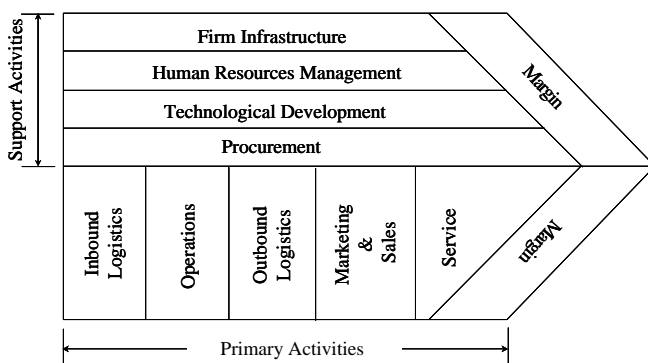 Support Activities
Firm Infrastructure
Human Resources Management
Technological Development
Procurement
Margin
Inbound
Logistics
Operations
Outbound
Logistics
Marketing
&
Sales
Service
Margin
Primary Activities